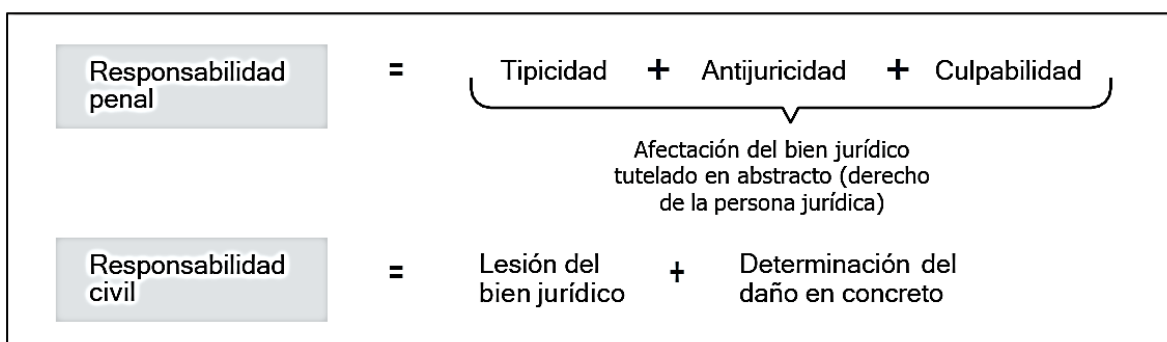 Responsabilidad
penal
= Tipicidad + Antijuricidad + Culpabilidad
Afectación del bien jurídico
tutelado en abstracto (derecho
de la persona jurídica)
Responsabilidad
civil
= Lesión del
bien jurídico
+ Determinación del
daño en concreto